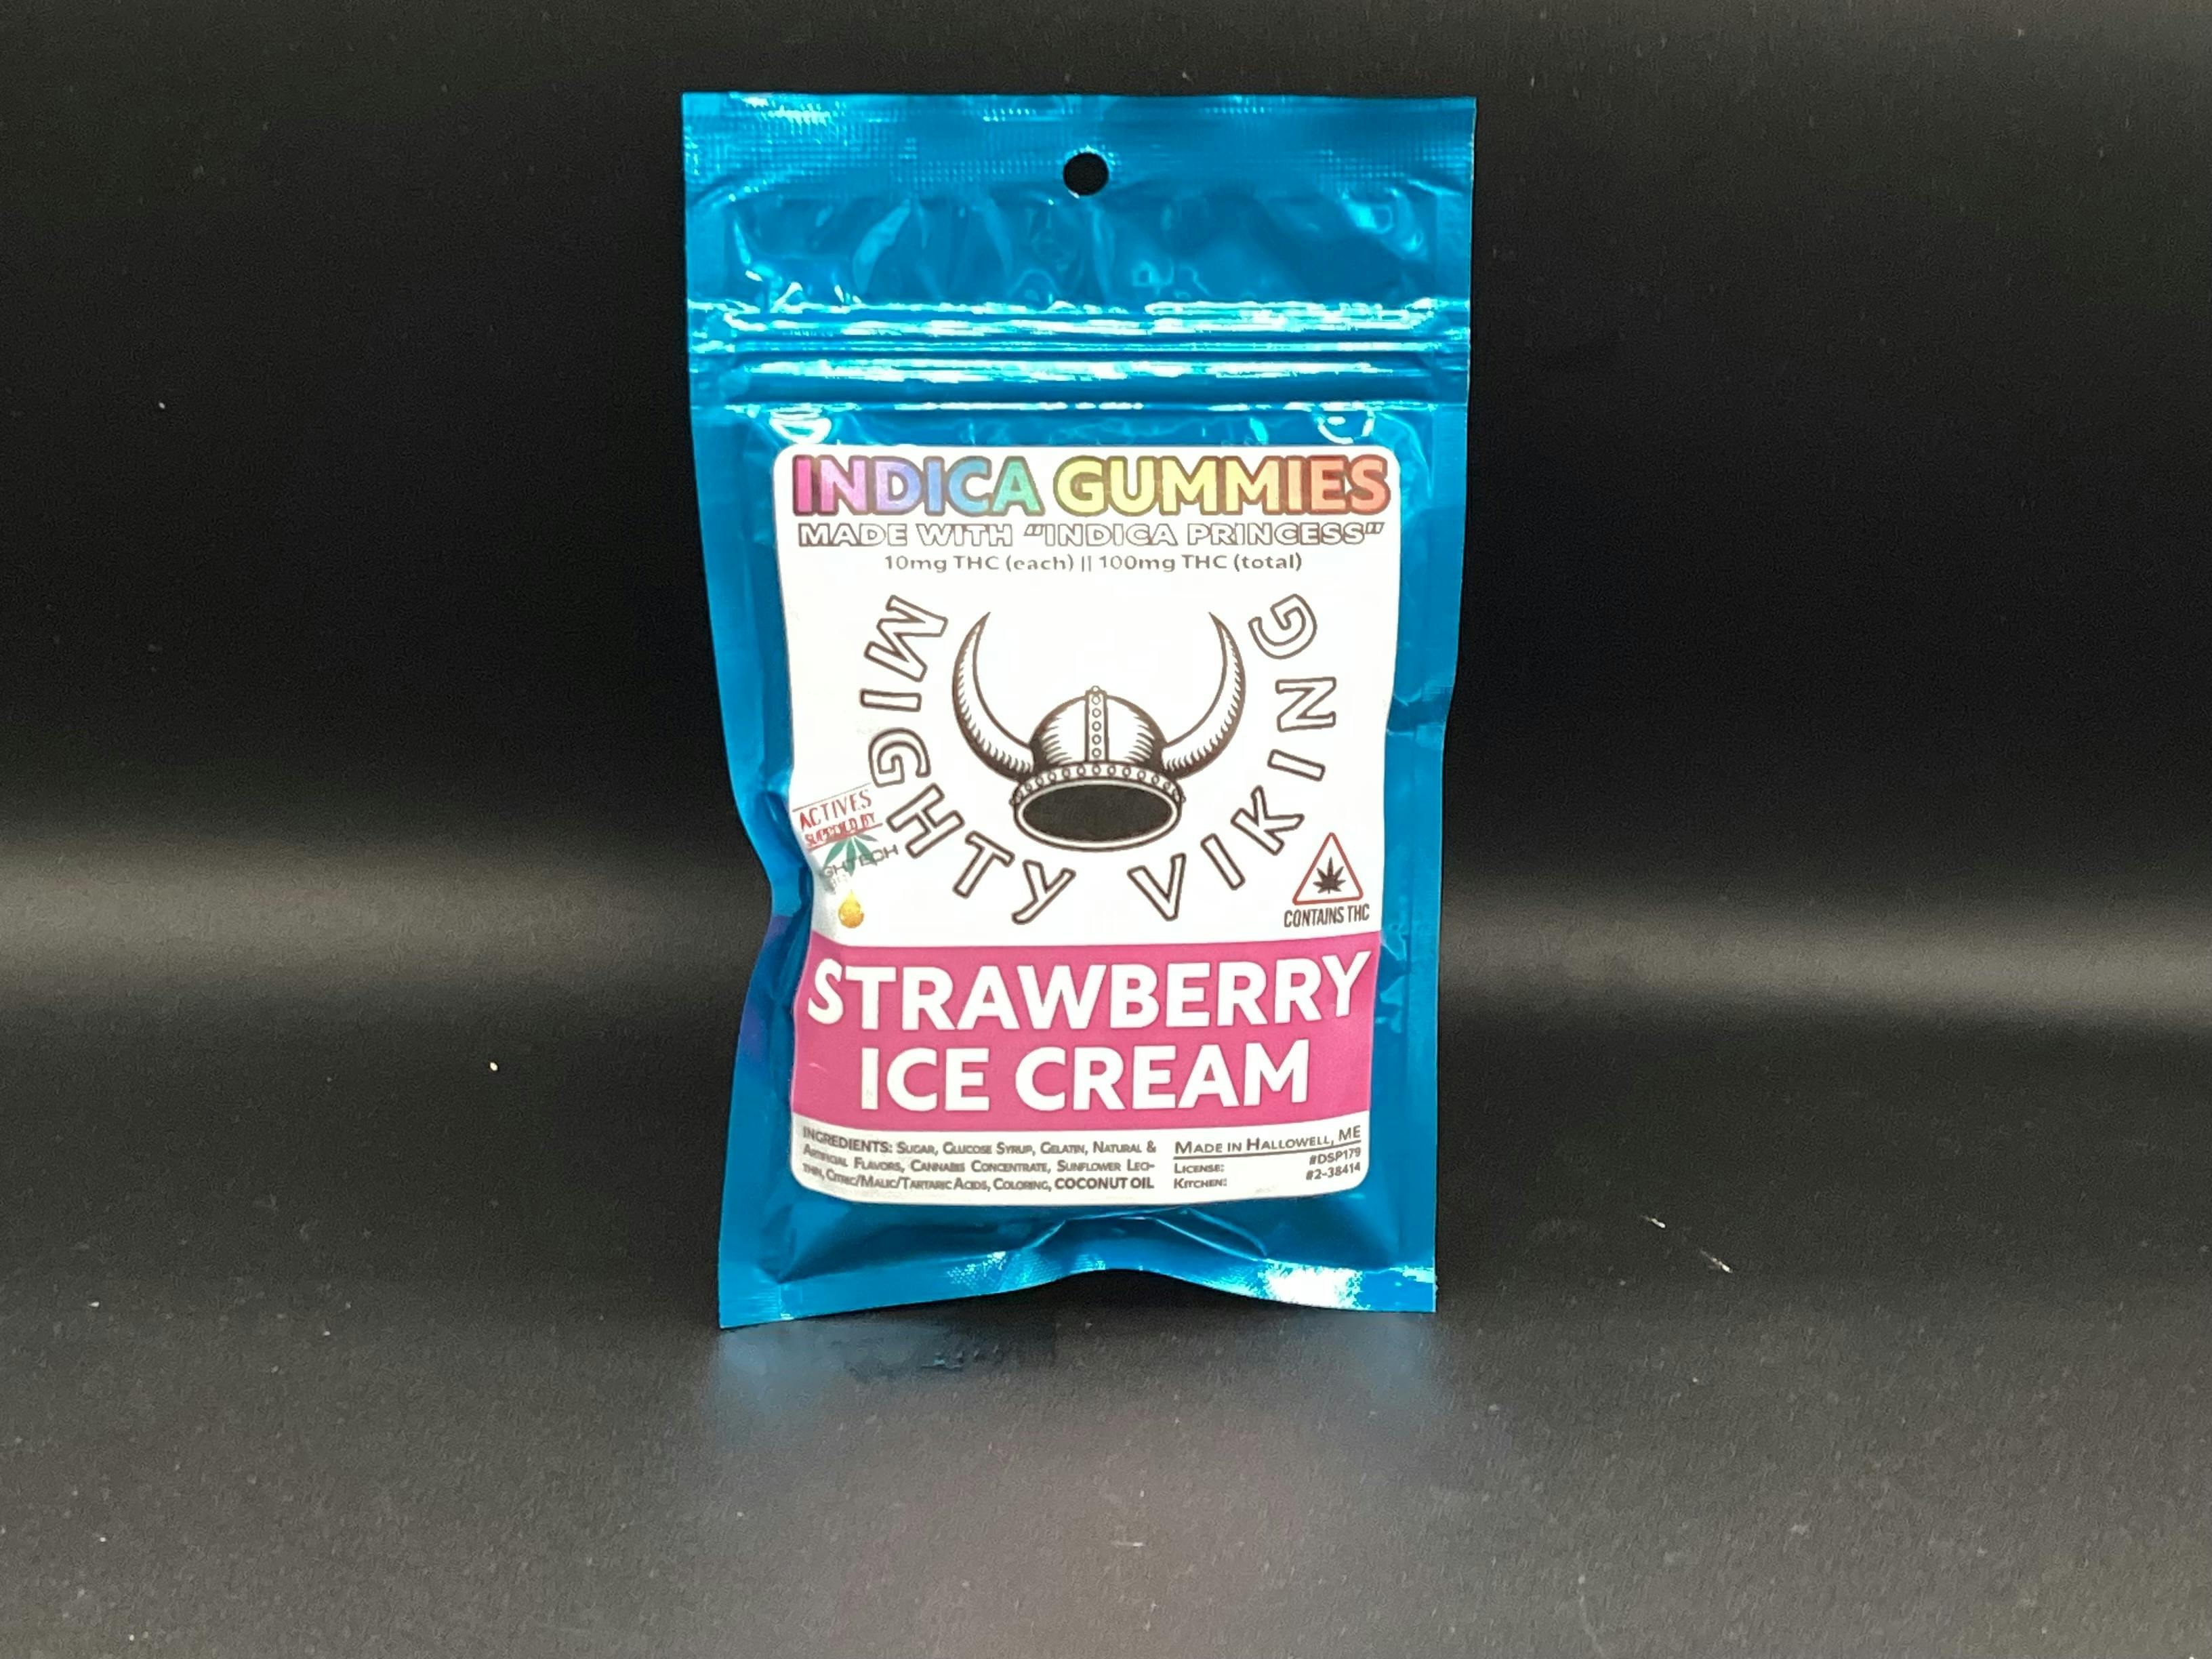 INDICA GUMMIES
MADE WITH "INDICA PRINCESS"
10mg THC (each) || 100mg THC (total)
MIGHTY VIKING
ACTIVES
SUPPLIED BY
CONTAINS THC
STRAWBERRY
ICE CREAM
INGREDIENTS: SUGAR, GLUCOSE SYRUP, GELATIN, NATURAL &
ARTIFICIAL FLAVORS, CANNABIS CONCENTRATE, SUNFLOWER LECI-
THIN, CITRIC/MALIC/TARTARIC ACIDS, COLORING, COCONUT OIL
MADE IN HALLOWELL, ME
LICENSE: #DSP179
KITCHEN: #2-38414